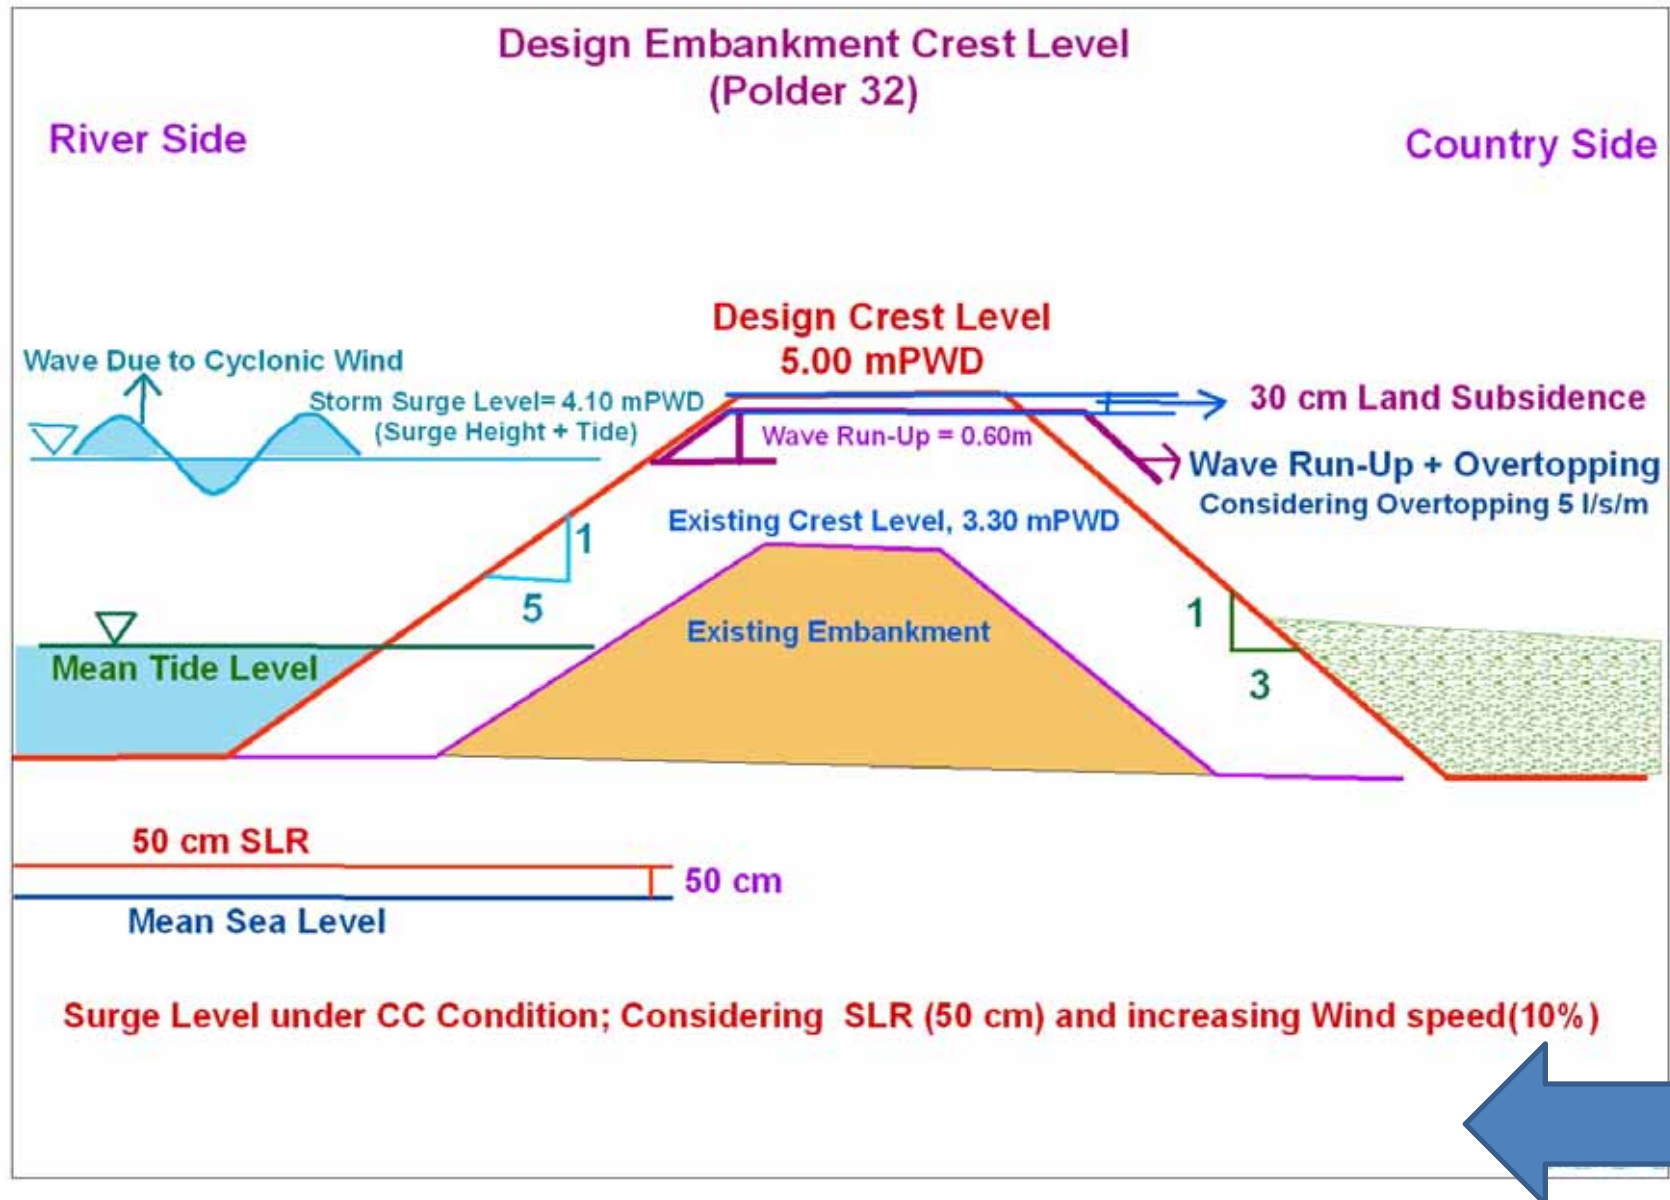 Design Embankment Crest Level
(Polder 32)
River Side
Country Side
Design Crest Level
5.00 mPWD
Wave Due to Cyclonic Wind
Storm Surge Level= 4.10 mPWD
(Surge Height + Tide)
30 cm Land Subsidence
Wave Run-Up = 0.60m
Wave Run-Up + Overtopping
Considering Overtopping 5 l/s/m
Existing Crest Level, 3.30 mPWD
1
5
Existing Embankment
1
3
Mean Tide Level
50 cm SLR
50 cm
Mean Sea Level
Surge Level under CC Condition; Considering SLR (50 cm) and increasing Wind speed(10%)